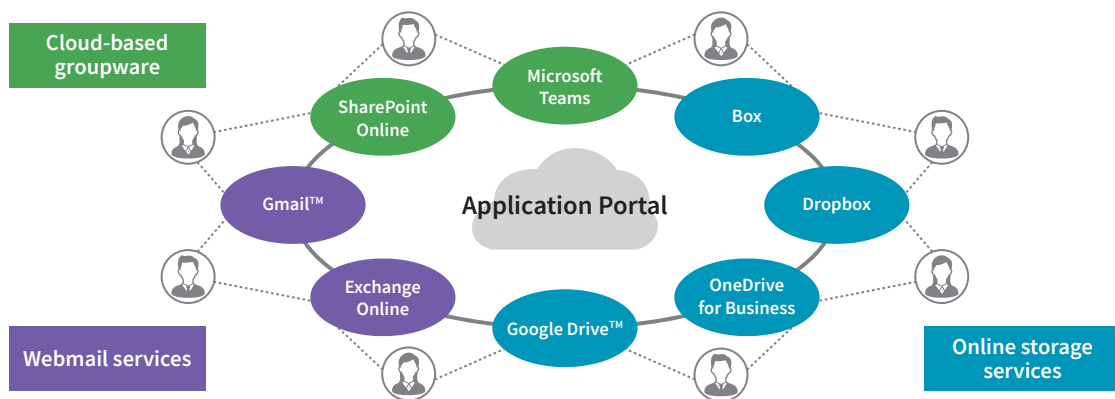 Cloud-based
groupware
Microsoft
Teams
SharePoint
Online
Box
Gmail™
Application Portal
Dropbox
Exchange
Online
OneDrive
for Business
Google Drive™
Webmail services
Online storage
services